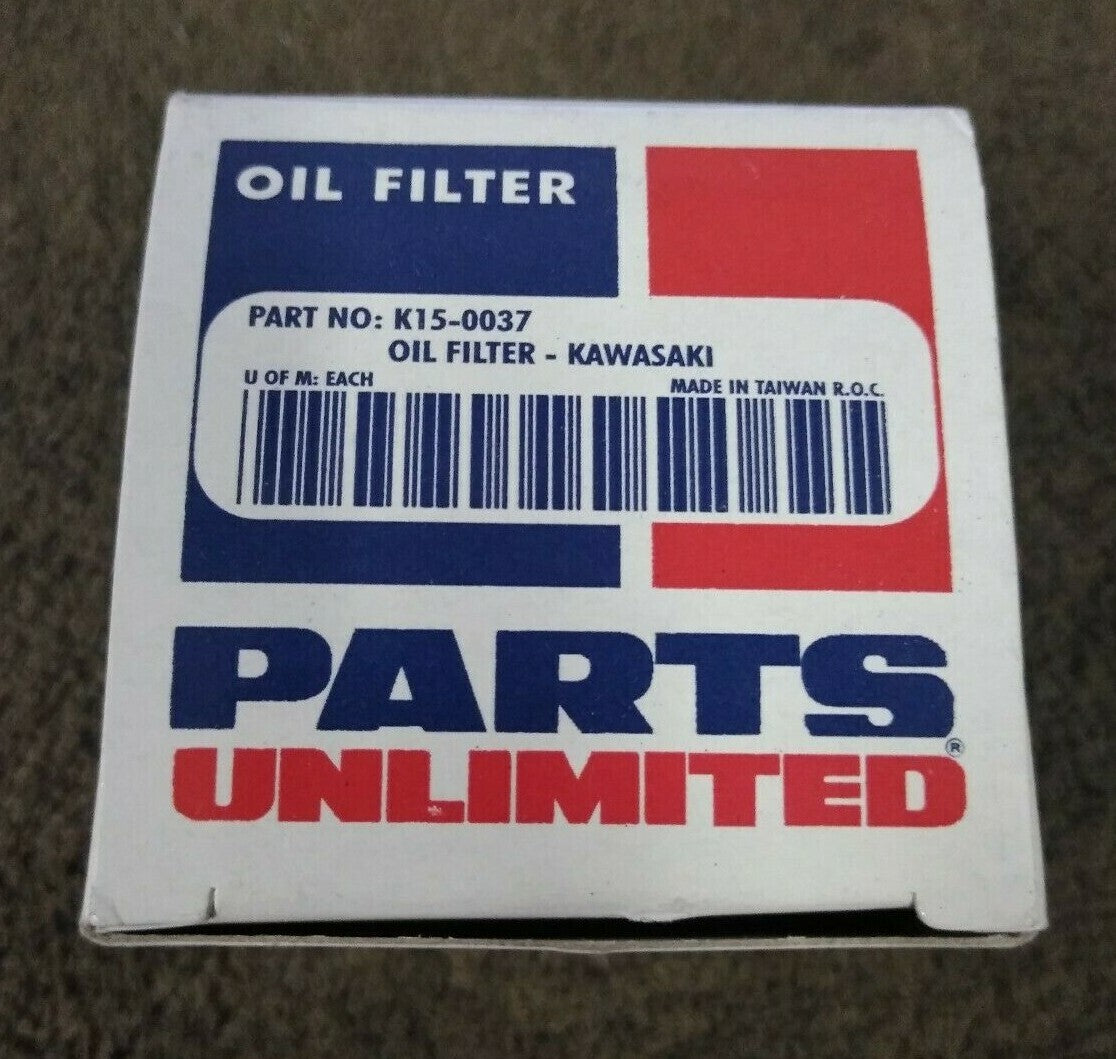 OIL FILTER
PART NO: K15-0037
OIL FILTER - KAWASAKI
U OF M: EACH MADE IN TAIWAN R.O.C.
PARTS
UNLIMITED®